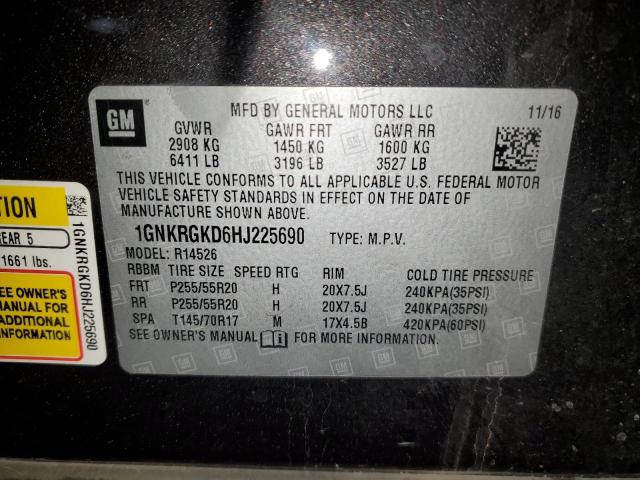 GM
MFD BY GENERAL MOTORS LLC 11/16
GVWR GAWR FRT GAWR RR
2908 KG 1450 KG 1600 KG
6411 LB 3196 LB 3527 LB
THIS VEHICLE CONFORMS TO ALL APPLICABLE U.S. FEDERAL MOTOR
VEHICLE SAFETY STANDARDS IN EFFECT ON THE DATE OF
MANUFACTURE SHOWN ABOVE.
1GNKRGKD6HJ225690 TYPE: M.P.V.
MODEL: R14526
RBBM TIRE SIZE SPEED RTG RIM COLD TIRE PRESSURE
FRT P255/55R20 H 20X7.5J 240KPA(35PSI)
RR P255/55R20 H 20X7.5J 240KPA(35PSI)
SPA T145/70R17 M 17X4.5B 420KPA(60PSI)
SEE OWNER'S MANUAL i FOR MORE INFORMATION.
TION
REAR 5
1661 lbs.
SEE OWNER'S
MANUAL FOR
ADDITIONAL
INFORMATION
1GNKRGKD6HJ225690